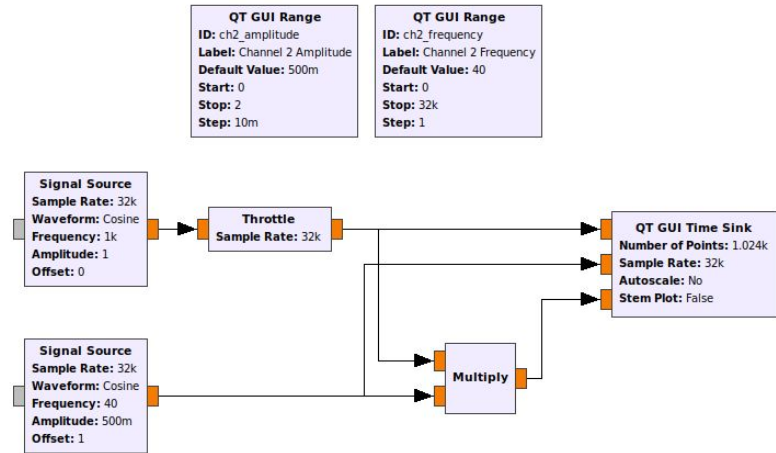 QT GUI Range
ID: ch2_amplitude
Label: Channel 2 Amplitude
Default Value: 500m
Start: 0
Stop: 2
Step: 10m
QT GUI Range
ID: ch2_frequency
Label: Channel 2 Frequency
Default Value: 40
Start: 0
Stop: 32k
Step: 1
Signal Source
Sample Rate: 32k
Waveform: Cosine
Frequency: 1k
Amplitude: 1
Offset: 0
Throttle
Sample Rate: 32k
QT GUI Time Sink
Number of Points: 1.024k
Sample Rate: 32k
Autoscale: No
Stem Plot: False
Signal Source
Sample Rate: 32k
Waveform: Cosine
Frequency: 40
Amplitude: 500m
Offset: 1
Multiply